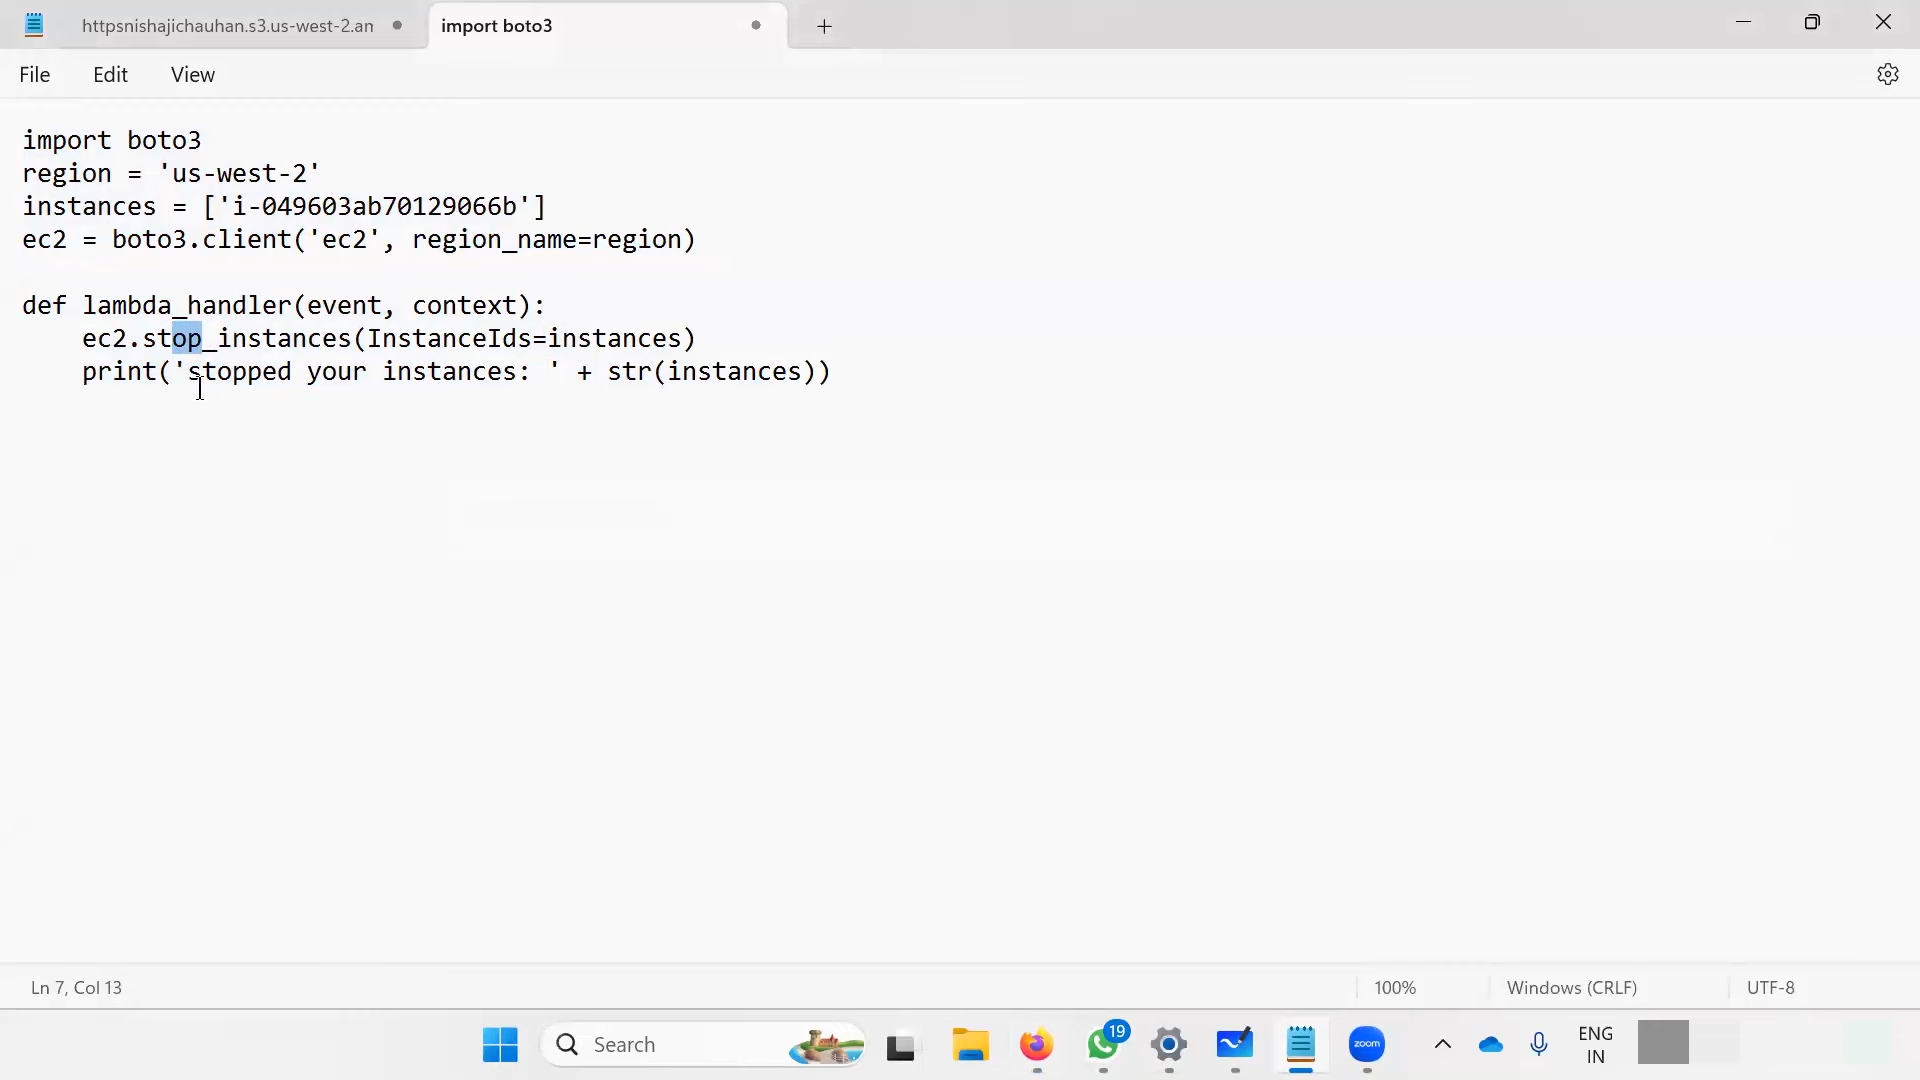 httpsnishajichauhan.s3.us-west-2.am
import boto3
File Edit View
import boto3
region = 'us-west-2'
instances = ['i-049603ab70129066b']
ec2 = boto3.client('ec2', region_name=region)
def lambda_handler(event, context):
    ec2.stop_instances(InstanceIds=instances)
    print('stopped your instances: ' + str(instances))
Ln 7, Col 13
100%
Windows (CRLF)
UTF-8
Search
19
zoom
ENG
IN